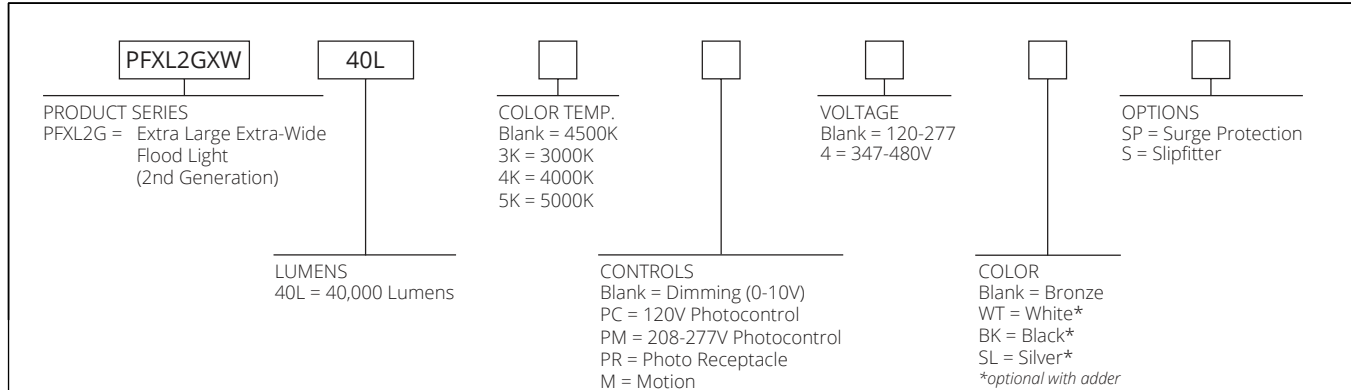 PFXL2GXW
40L
PRODUCT SERIES
PFXL2G = Extra Large Extra-Wide
Flood Light
(2nd Generation)
LUMENS
40L = 40,000 Lumens
COLOR TEMP.
Blank = 4500K
3K = 3000K
4K = 4000K
5K = 5000K
CONTROLS
Blank = Dimming (0-10V)
PC = 120V Photocontrol
PM = 208-277V Photocontrol
PR = Photo Receptacle
M = Motion
VOLTAGE
Blank = 120-277
4 = 347-480V
COLOR
Blank = Bronze
WT = White*
BK = Black*
SL = Silver*
*optional with adder
OPTIONS
SP = Surge Protection
S = Slipfitter